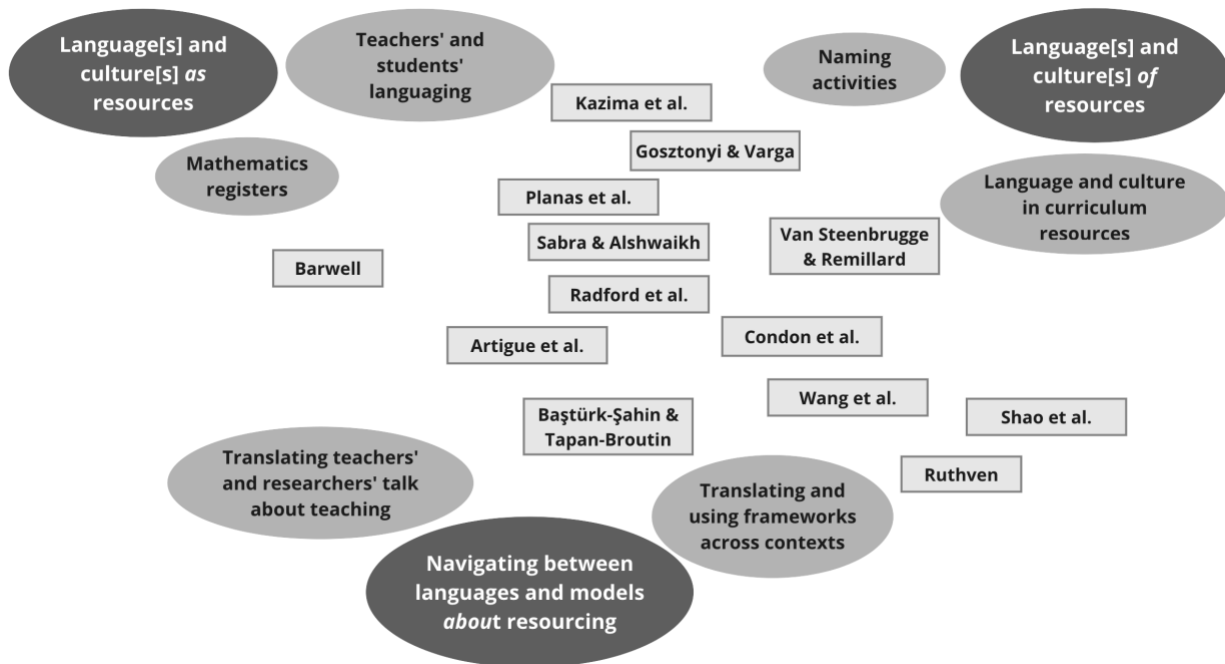 Language[s] and
culture[s] as
resources
Teachers' and
students'
languaging
Naming
activities
Language[s] and
culture[s] of
resources
Kazima et al.
Gosztonyi & Varga
Mathematics
registers
Planas et al.
Language and culture
in curriculum
resources
Sabra & Alshwaikh
Van Steenbrugge
& Remillard
Barwell
Radford et al.
Artigue et al.
Condon et al.
Wang et al.
Shao et al.
Baştürk-Şahin &
Tapan-Broutin
Translating teachers'
and researchers' talk
about teaching
Ruthven
Translating and
using frameworks
across contexts
Navigating between
languages and models
about resourcing